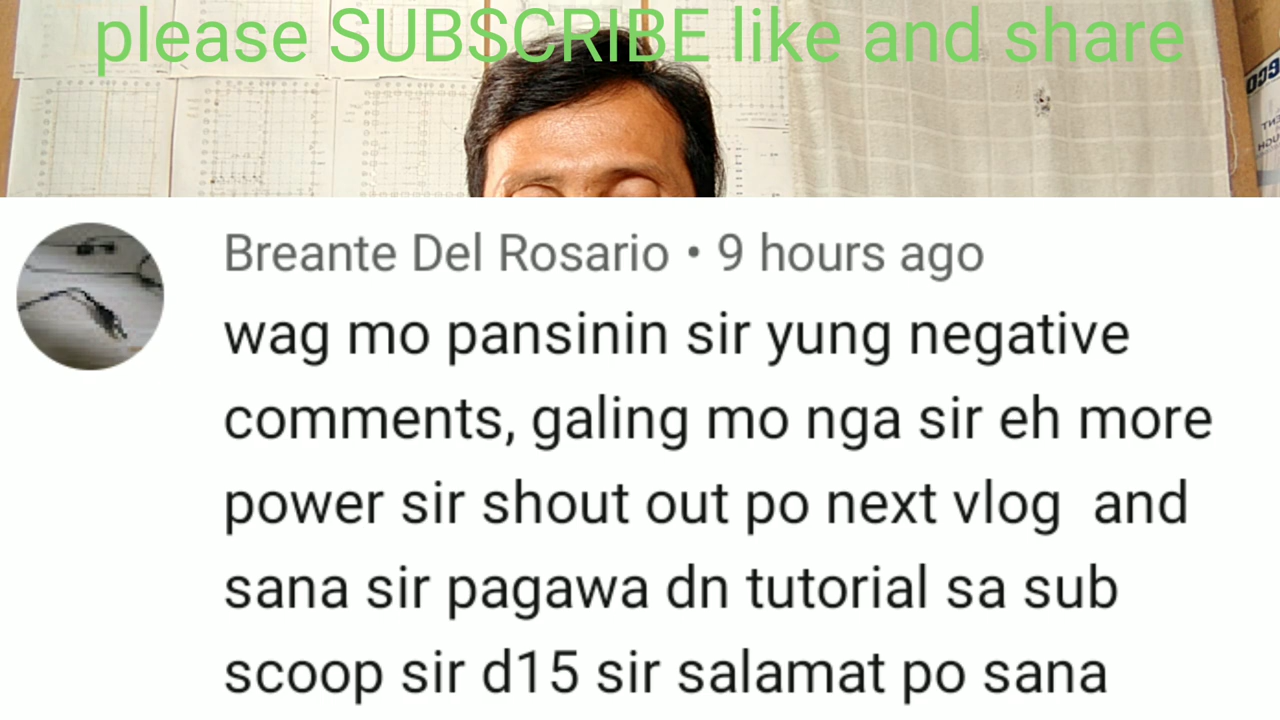 please SUBSCRIBE like and share
Breante Del Rosario • 9 hours ago
wag mo pansinin sir yung negative
comments, galing mo nga sir eh more
power sir shout out po next vlog and
sana sir pagawa dn tutorial sa sub
scoop sir d15 sir salamat po sana